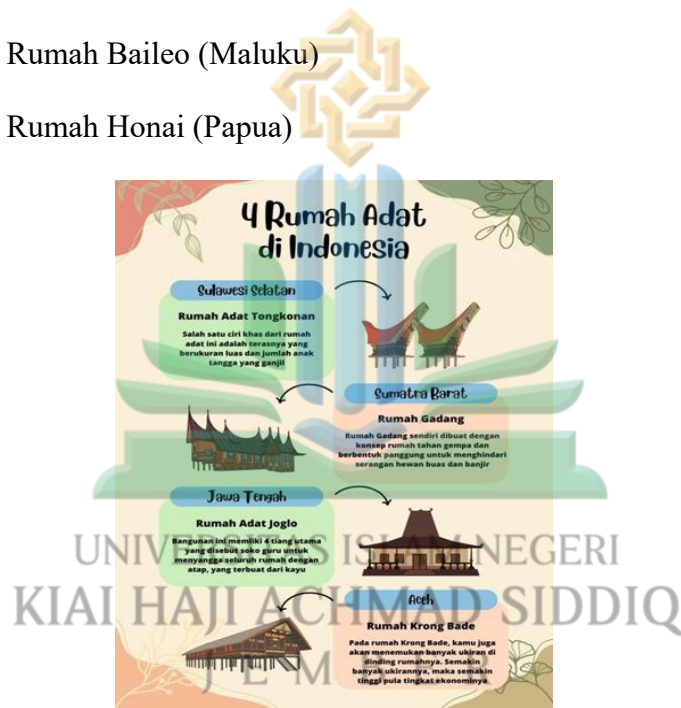 Rumah Baileo (Maluku)
Rumah Honai (Papua)
4 Rumah Adat
di Indonesia
Sulawesi Selatan
Rumah Adat Tongkonan
Salah satu ciri khas dari rumah
adat ini adalah terasnya yang
berukuran luas dan jumlah anak
tangga yang ganjil
Sumatra Barat
Rumah Gadang
Rumah Gadang sendiri dibuat dengan
konsep rumah tahan gempa dan
berbentuk panggung untuk menghindari
serangan hewan buas dan banjir
Jawa Tengah
Rumah Adat Joglo
Bangunan ini memliki 4 tiang utama
yang disebut soko guru untuk
menyangga seluruh rumah dengan
atap, yang terbuat dari kayu
UNIVERSITAS ISLAM NEGERI
KIAI HAJI ACHMAD SIDDIQ
Aceh
Rumah Krong Bade
Pada rumah Krong Bade, kamu juga
akan menemukan banyak ukiran di
dinding rumahnya. Semakin
banyak ukirannya, maka semakin
tinggi pula tingkat ekonominya
J E M B E R